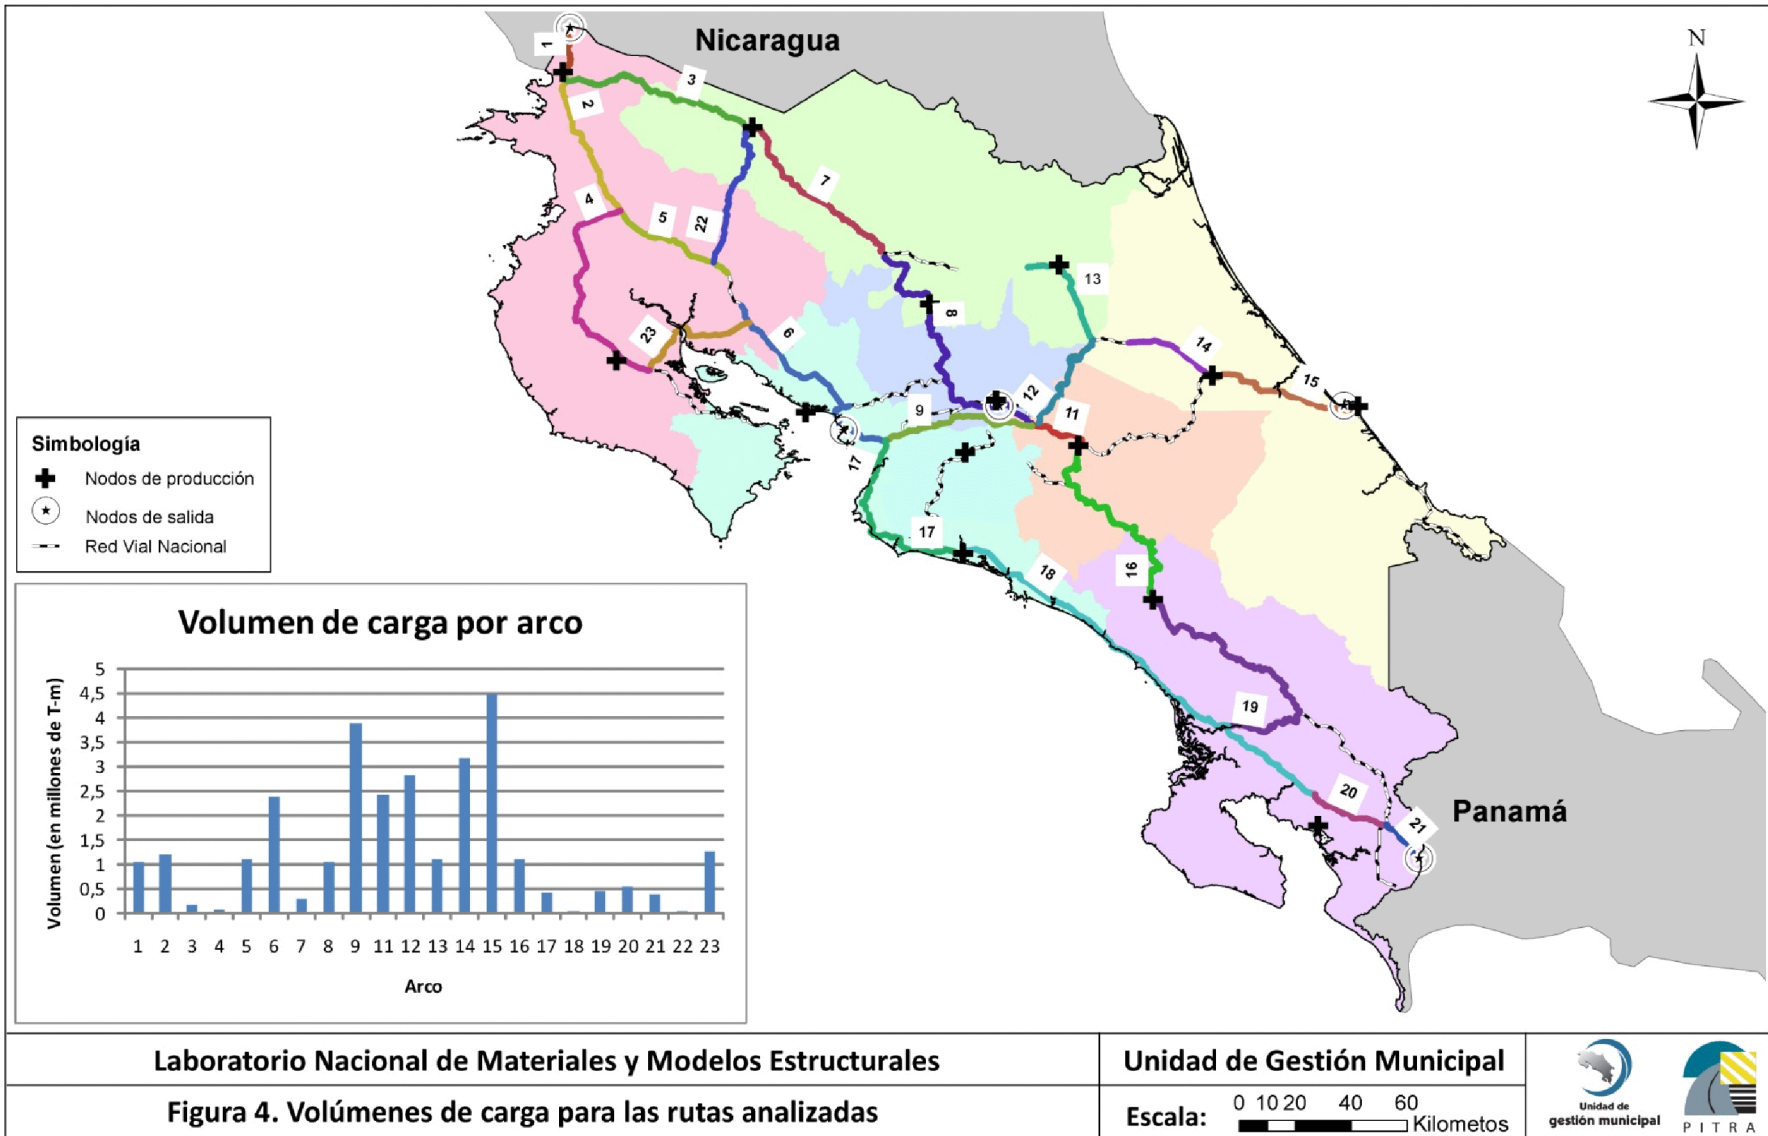 Nicaragua
N
1
2
3
4
5
22
7
8
13
23
6
9
12
11
14
15
17
17
18
16
19
20
21
Panamá
Simbología
Nodos de producción
Nodos de salida
Red Vial Nacional
Volumen de carga por arco
Volumen (en millones de T-m)
5
4,5
4
3,5
3
2,5
2
1,5
1
0,5
0
1 2 3 4 5 6 7 8 9 11 12 13 14 15 16 17 18 19 20 21 22 23
Arco
Laboratorio Nacional de Materiales y Modelos Estructurales
Unidad de Gestión Municipal
Figura 4. Volúmenes de carga para las rutas analizadas
Escala:
0 10 20 40 60
Kilometos
Unidad de
gestión municipal
PITRA